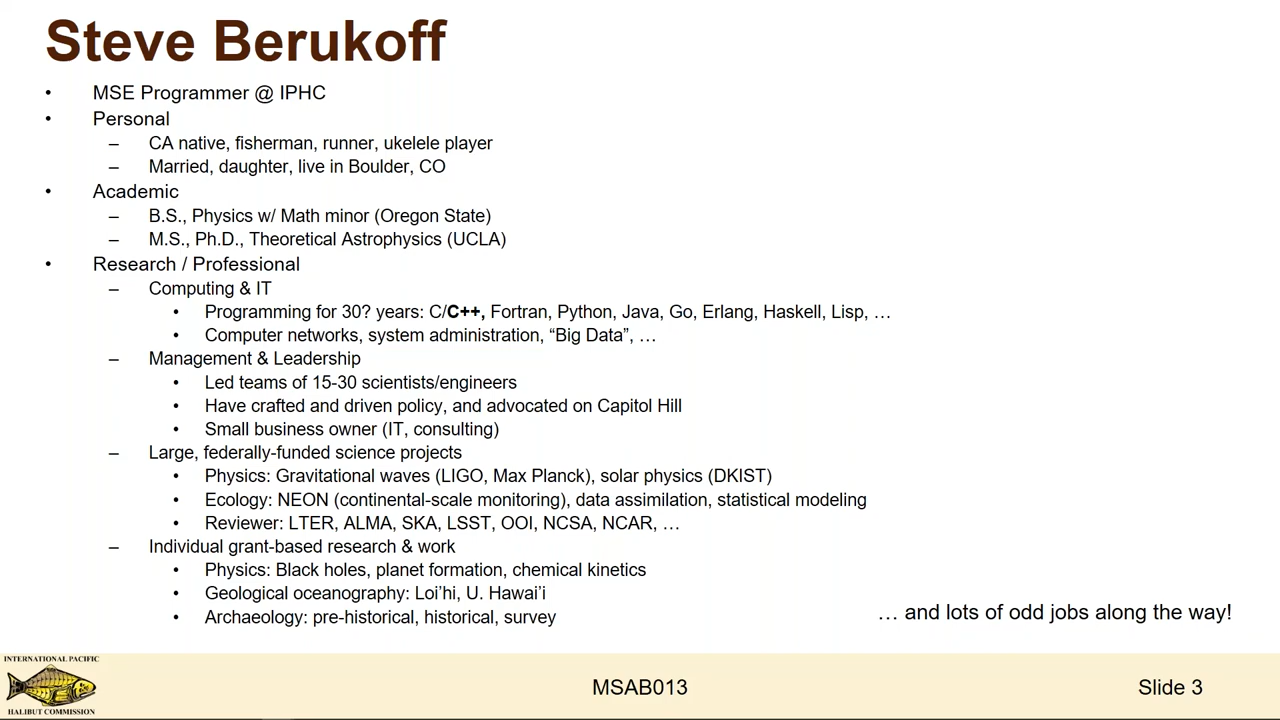 Steve Berukoff
• MSE Programmer @ IPHC
• Personal
– CA native, fisherman, runner, ukelele player
– Married, daughter, live in Boulder, CO
• Academic
– B.S., Physics w/ Math minor (Oregon State)
– M.S., Ph.D., Theoretical Astrophysics (UCLA)
• Research / Professional
– Computing & IT
• Programming for 30? years: C/C++, Fortran, Python, Java, Go, Erlang, Haskell, Lisp, …
• Computer networks, system administration, “Big Data”, …
– Management & Leadership
• Led teams of 15-30 scientists/engineers
• Have crafted and driven policy, and advocated on Capitol Hill
• Small business owner (IT, consulting)
– Large, federally-funded science projects
• Physics: Gravitational waves (LIGO, Max Planck), solar physics (DKIST)
• Ecology: NEON (continental-scale monitoring), data assimilation, statistical modeling
• Reviewer: LTER, ALMA, SKA, LSST, OOI, NCSA, NCAR, …
– Individual grant-based research & work
• Physics: Black holes, planet formation, chemical kinetics
• Geological oceanography: Loi’hi, U. Hawai’i
• Archaeology: pre-historical, historical, survey
… and lots of odd jobs along the way!
INTERNATIONAL PACIFIC
HALIBUT COMMISSION
MSAB013
Slide 3